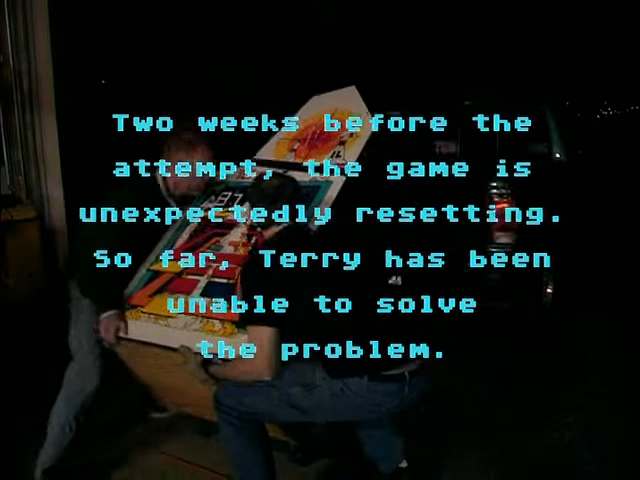 Two weeks before the
attempt, the game is
unexpectedly resetting.
So far, Terry has been
unable to solve
the problem.